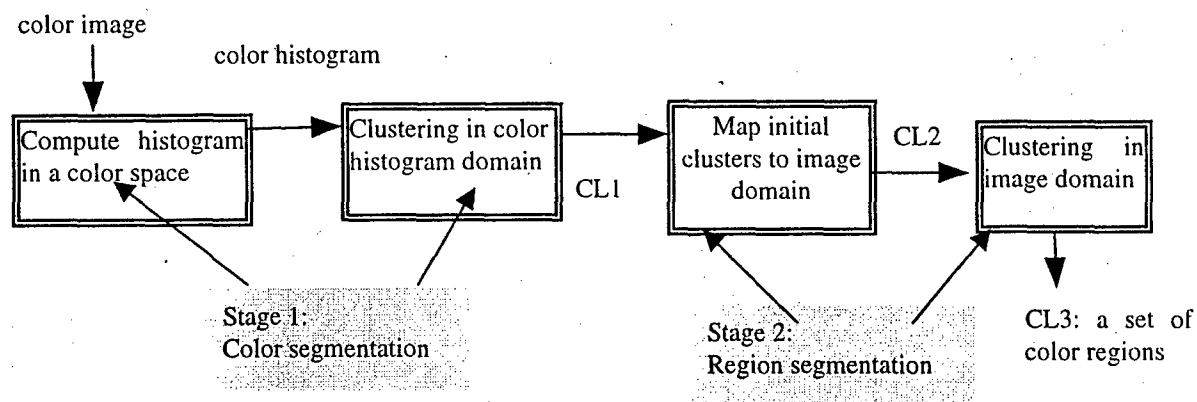 color image
color histogram
Compute histogram
in a color space
Clustering in color
histogram domain
CL1
Map initial
clusters to image
domain
CL2
Clustering in
image domain
Stage 1:
Color segmentation
Stage 2:
Region segmentation
CL3: a set of
color regions